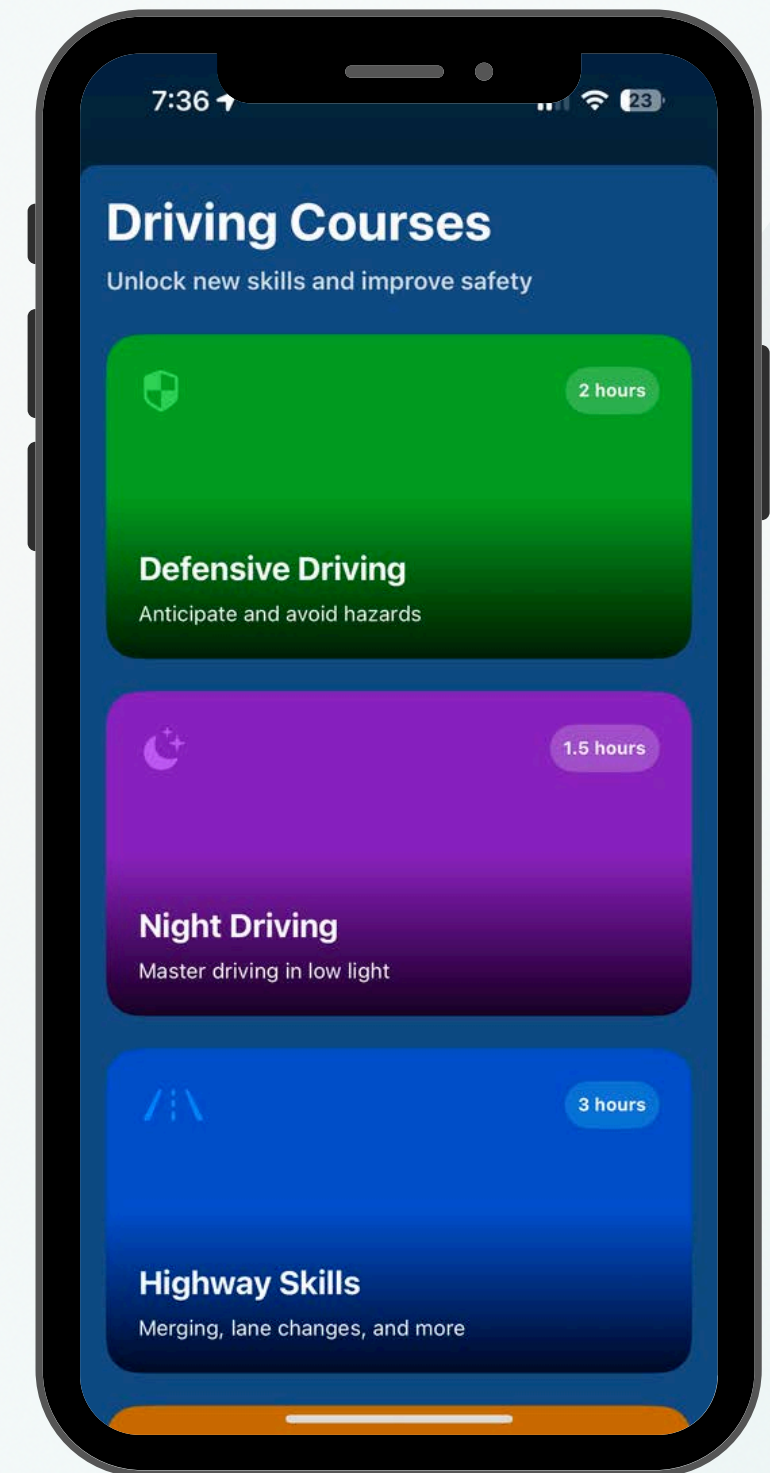 7:36
23
Driving Courses
Unlock new skills and improve safety
2 hours
Defensive Driving
Anticipate and avoid hazards
1.5 hours
Night Driving
Master driving in low light
3 hours
Highway Skills
Merging, lane changes, and more